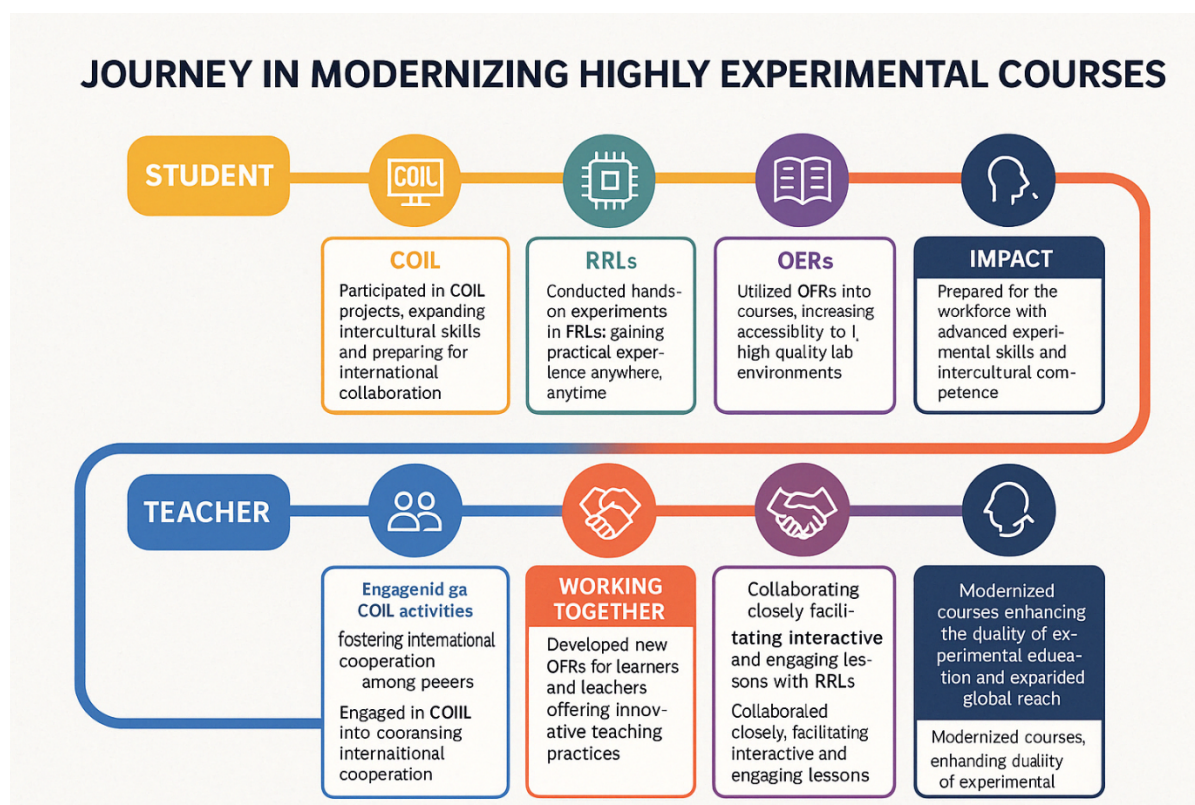 JOURNEY IN MODERNIZING HIGHLY EXPERIMENTAL COURSES
STUDENT
COIL
COIL
Participated in COIL
projects, expanding
intercultural skills
and preparing for
international
collaboration
RRLs
Conducted hands-
on experiments
in FRLs: gaining
practical exper-
lence anywhere,
anytime
OERs
Utilized OFRs into
courses, increasing
accessiblity to l,
high quality lab
environments
IMPACT
Prepared for the
workforce with
advanced experi-
mental skills and
intercultural com-
petence
TEACHER
Engagenid ga
COIL activities
fostering international
cooperation
among peeers
Engaged in COIIL
into cooransing
internaitional
cooperation
WORKING
TOGETHER
Developed new
OFRs for learners
and leachers
offering innov-
ative teaching
practices
Collaborating
closely facili-
tating interactive
and engaging les-
sons with RRLs
Collaboraled
closely, facilitating
interactive and
engaging lessons
Modernized
courses enhancing
the duality of ex-
perimental eduea-
tion and exparided
global reach
Modernized courses,
enhanding dualiity
of experimental